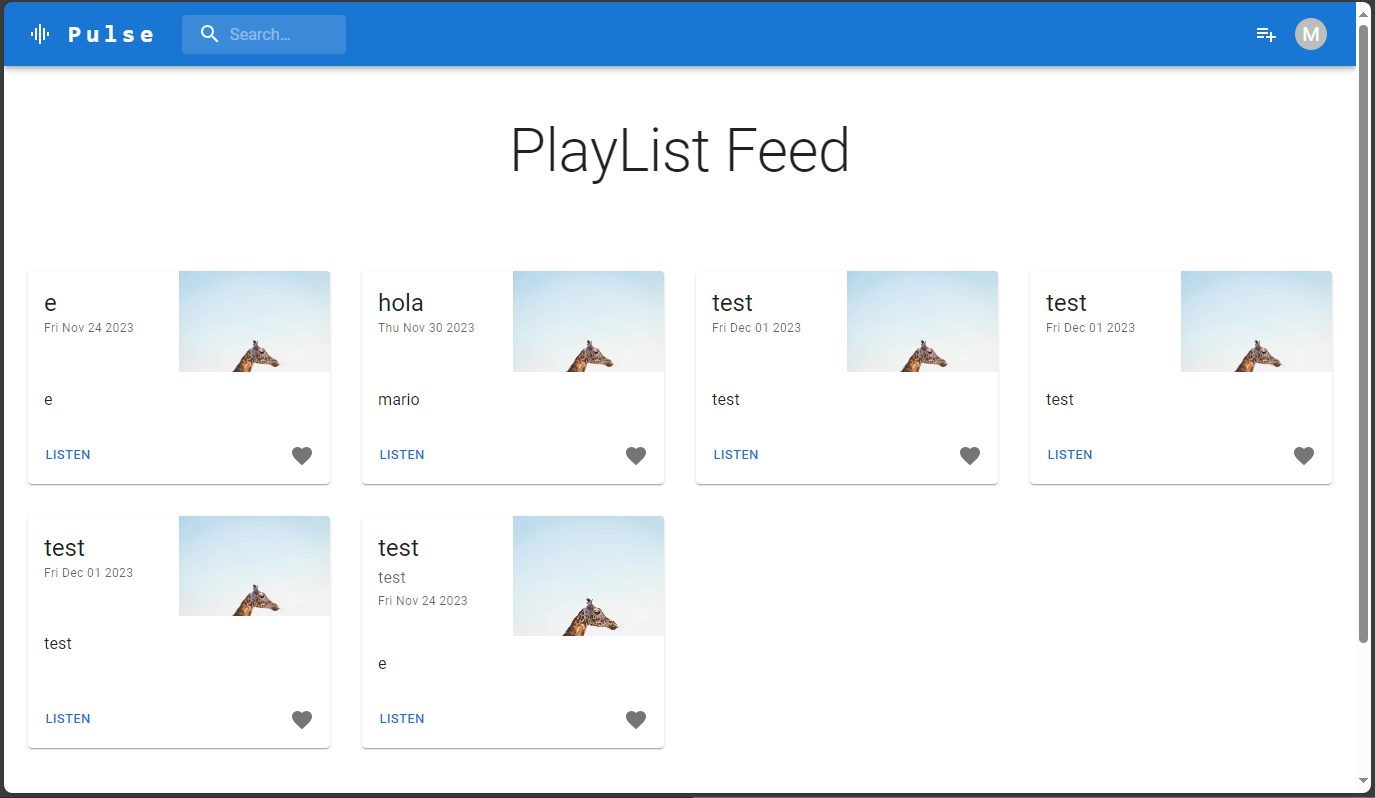 Pulse
Search...
M
PlayList Feed
e
Fri Nov 24 2023
e
LISTEN
hola
Thu Nov 30 2023
mario
LISTEN
test
Fri Dec 01 2023
test
LISTEN
test
Fri Dec 01 2023
test
LISTEN
test
Fri Dec 01 2023
test
LISTEN
test
test
Fri Nov 24 2023
e
LISTEN